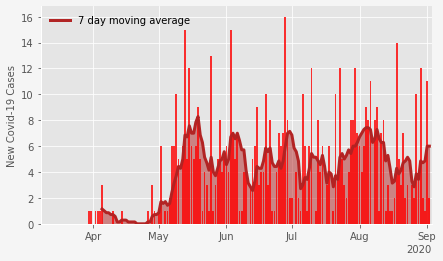 7 day moving average
New Covid-19 Cases
16
14
12
10
8
6
4
2
0
Apr
May
Jun
Jul
Aug
Sep
2020